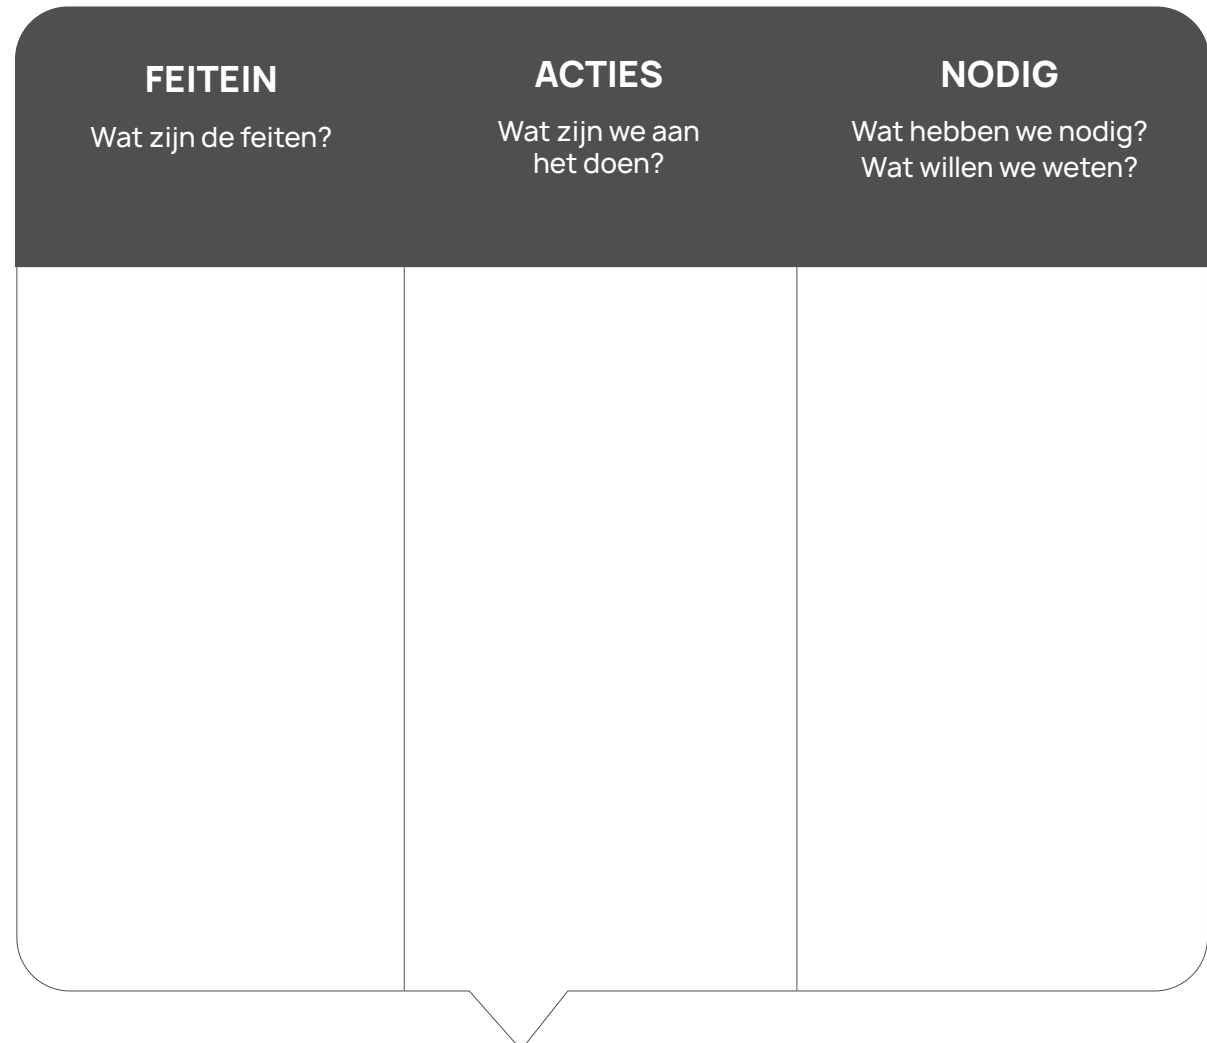 FEITEIN
Wat zijn de feiten?
ACTIES
Wat zijn we aan
het doen?
NODIG
Wat hebben we nodig?
Wat willen we weten?